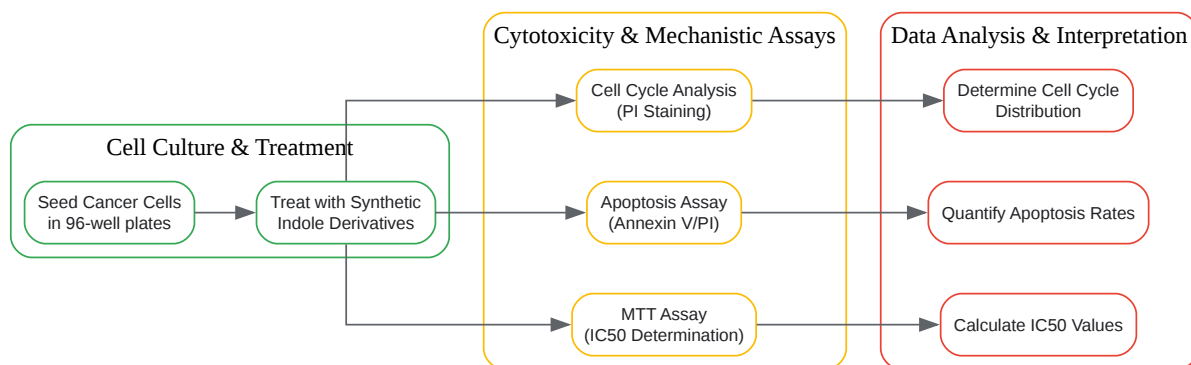 Cell Culture & Treatment
Seed Cancer Cells
in 96-well plates
Treat with Synthetic
Indole Derivatives
Cytotoxicity & Mechanistic Assays
Cell Cycle Analysis
(PI Staining)
Apoptosis Assay
(Annexin V/PI)
MTT Assay
(IC50 Determination)
Data Analysis & Interpretation
Determine Cell Cycle
Distribution
Quantify Apoptosis Rates
Calculate IC50 Values